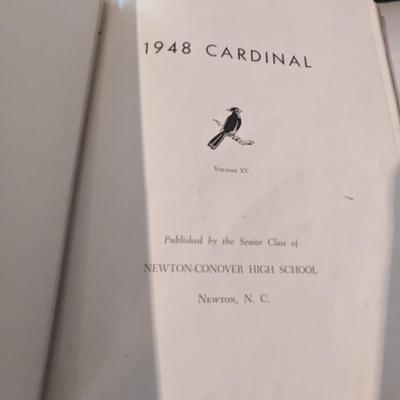 1948 CARDINAL
VOLUME XV
Published by the Senior Class of
NEWTON-CONOVER HIGH SCHOOL
NEWTON, N. C.